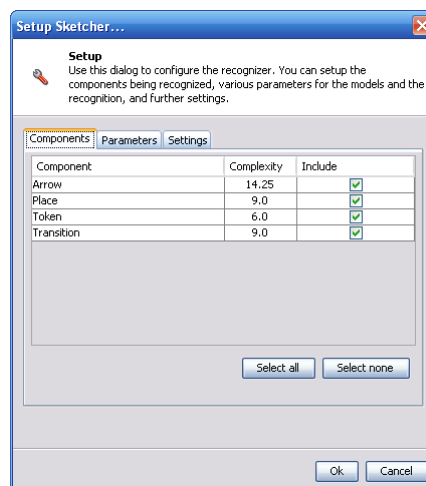 Setup Sketcher...
Setup
Use this dialog to configure the recognizer. You can setup the
components being recognized, various parameters for the models and the
recognition, and further settings.
Components Parameters Settings
Component Complexity Include
Arrow 14.25
Place 9.0
Token 6.0
Transition 9.0
Select all Select none
Ok Cancel